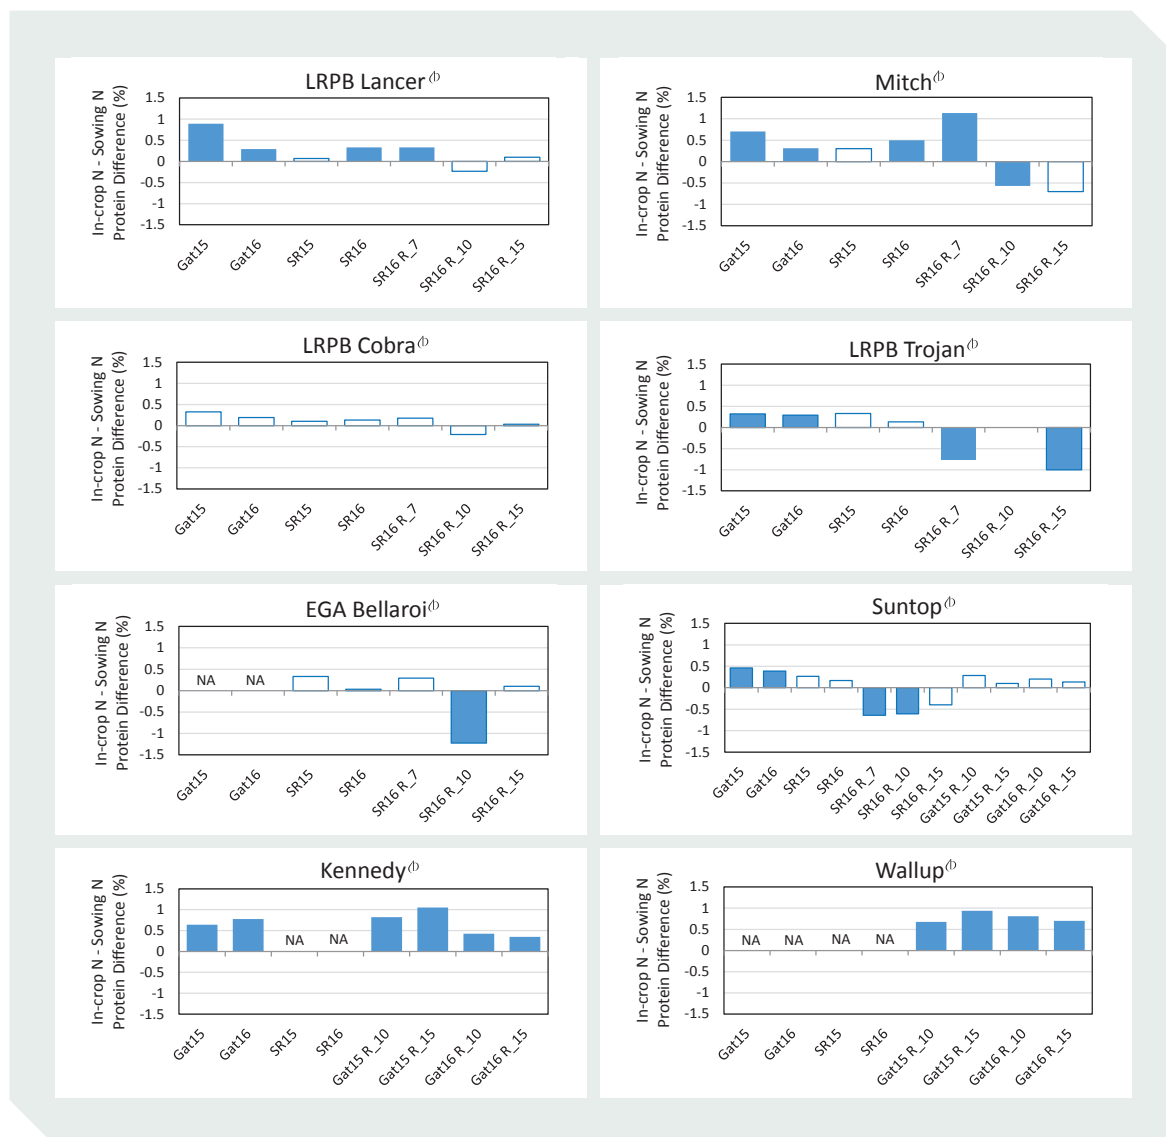 LRPB Lancer
In-crop N - Sowing N
Protein Difference (%)
1.5
1
0.5
0
-0.5
-1
-1.5
Gat15
Gat16
SR15
SR16
SR16 R_7
SR16 R_10
SR16 R_15
Mitch
In-crop N - Sowing N
Protein Difference (%)
1.5
1
0.5
0
-0.5
-1
-1.5
Gat15
Gat16
SR15
SR16
SR16 R_7
SR16 R_10
SR16 R_15
LRPB Cobra
In-crop N - Sowing N
Protein Difference (%)
1.5
1
0.5
0
-0.5
-1
-1.5
Gat15
Gat16
SR15
SR16
SR16 R_7
SR16 R_10
SR16 R_15
LRPB Trojan
In-crop N - Sowing N
Protein Difference (%)
1.5
1
0.5
0
-0.5
-1
-1.5
Gat15
Gat16
SR15
SR16
SR16 R_7
SR16 R_10
SR16 R_15
EGA Bellaroi
In-crop N - Sowing N
Protein Difference (%)
1.5
1
0.5
0
-0.5
-1
-1.5
NA NA
Gat15
Gat16
SR15
SR16
SR16 R_7
SR16 R_10
SR16 R_15
Suntop
In-crop N - Sowing N
Protein Difference (%)
1.5
1
0.5
0
-0.5
-1
-1.5
Gat15
Gat16
SR15
SR16
SR16 R_7
SR16 R_10
SR16 R_15
Gat15 R_10
Gat15 R_15
Gat16 R_10
Gat16 R_15
Kennedy
In-crop N - Sowing N
Protein Difference (%)
1.5
1
0.5
0
-0.5
-1
-1.5
NA NA
Gat15
Gat16
SR15
SR16
Gat15 R_10
Gat15 R_15
Gat16 R_10
Gat16 R_15
Wallup
In-crop N - Sowing N
Protein Difference (%)
1.5
1
0.5
0
-0.5
-1
-1.5
NA NA NA NA
Gat15
Gat16
SR15
SR16
Gat15 R_10
Gat15 R_15
Gat16 R_10
Gat16 R_15